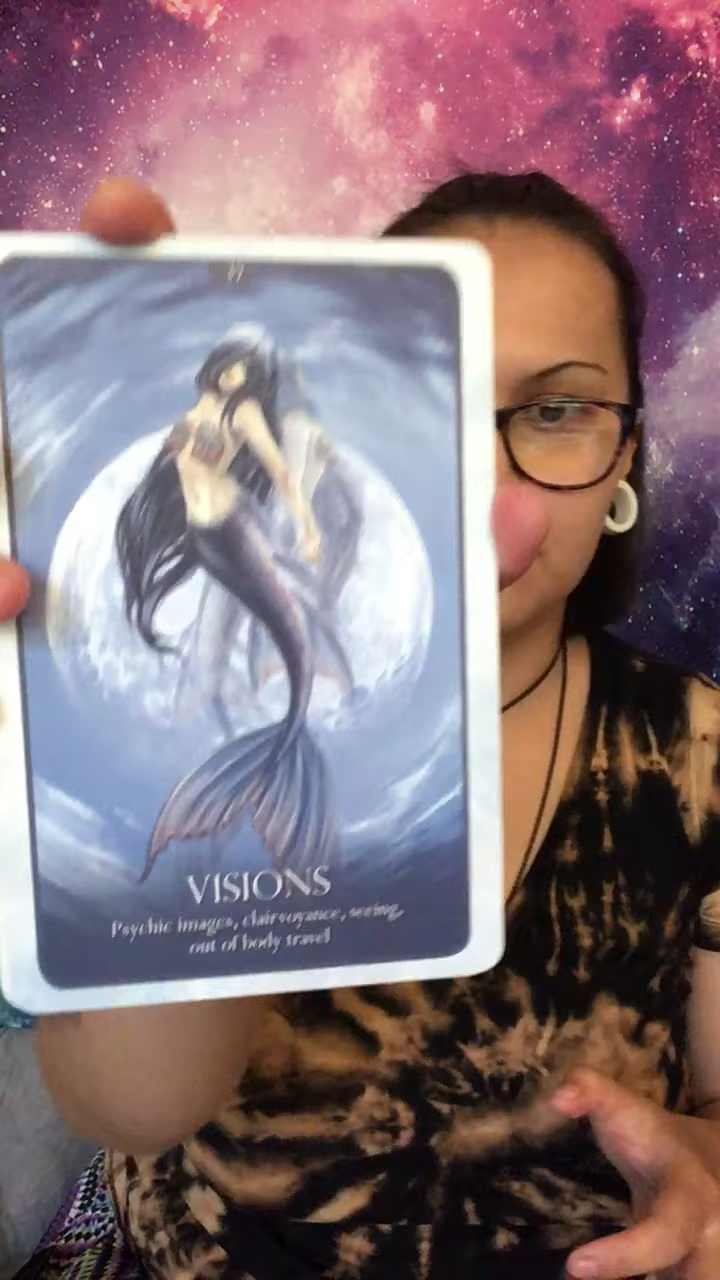 VISIONS
Psychic images, clairvoyance, seeing,
out of body travel